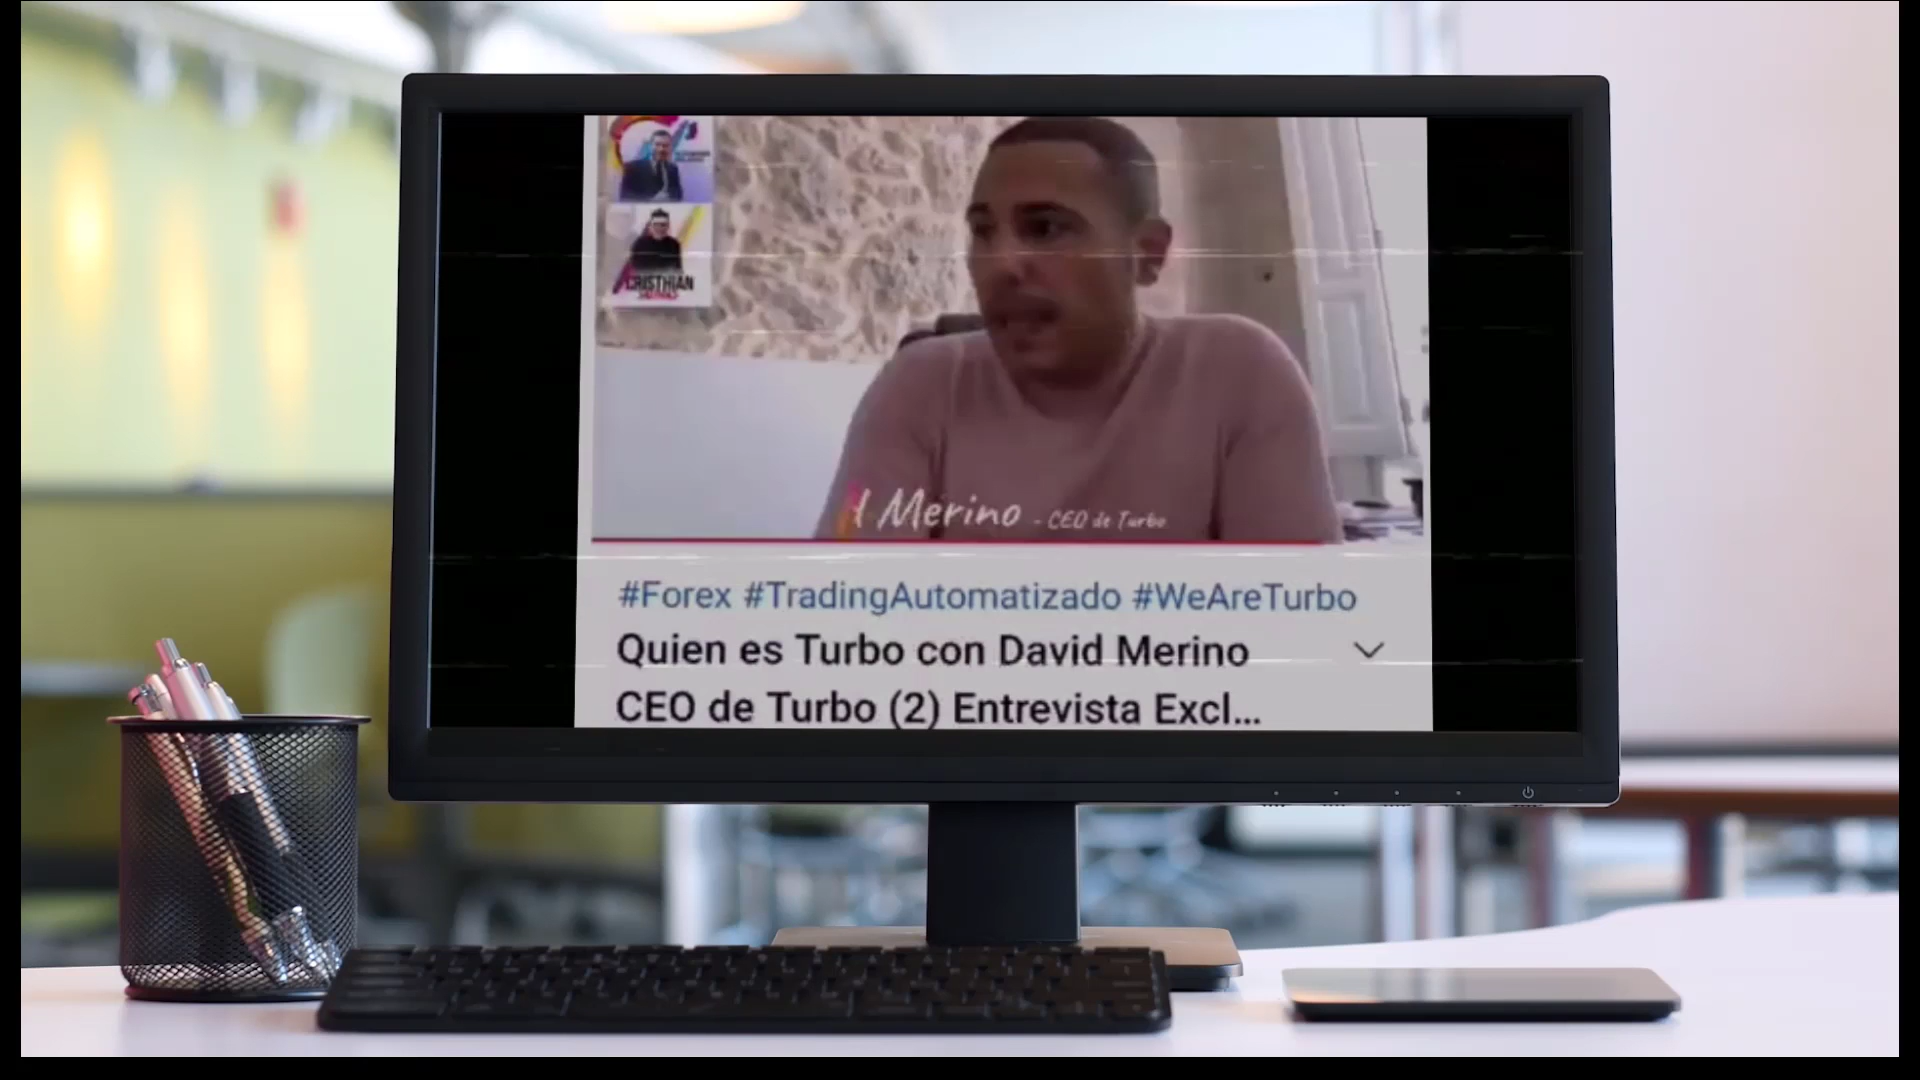 CRISTHIAN
Merino - CEO de Turbo
#Forex #TradingAutomatizado #WeAreTurbo
Quien es Turbo con David Merino
CEO de Turbo (2) Entrevista Excl...